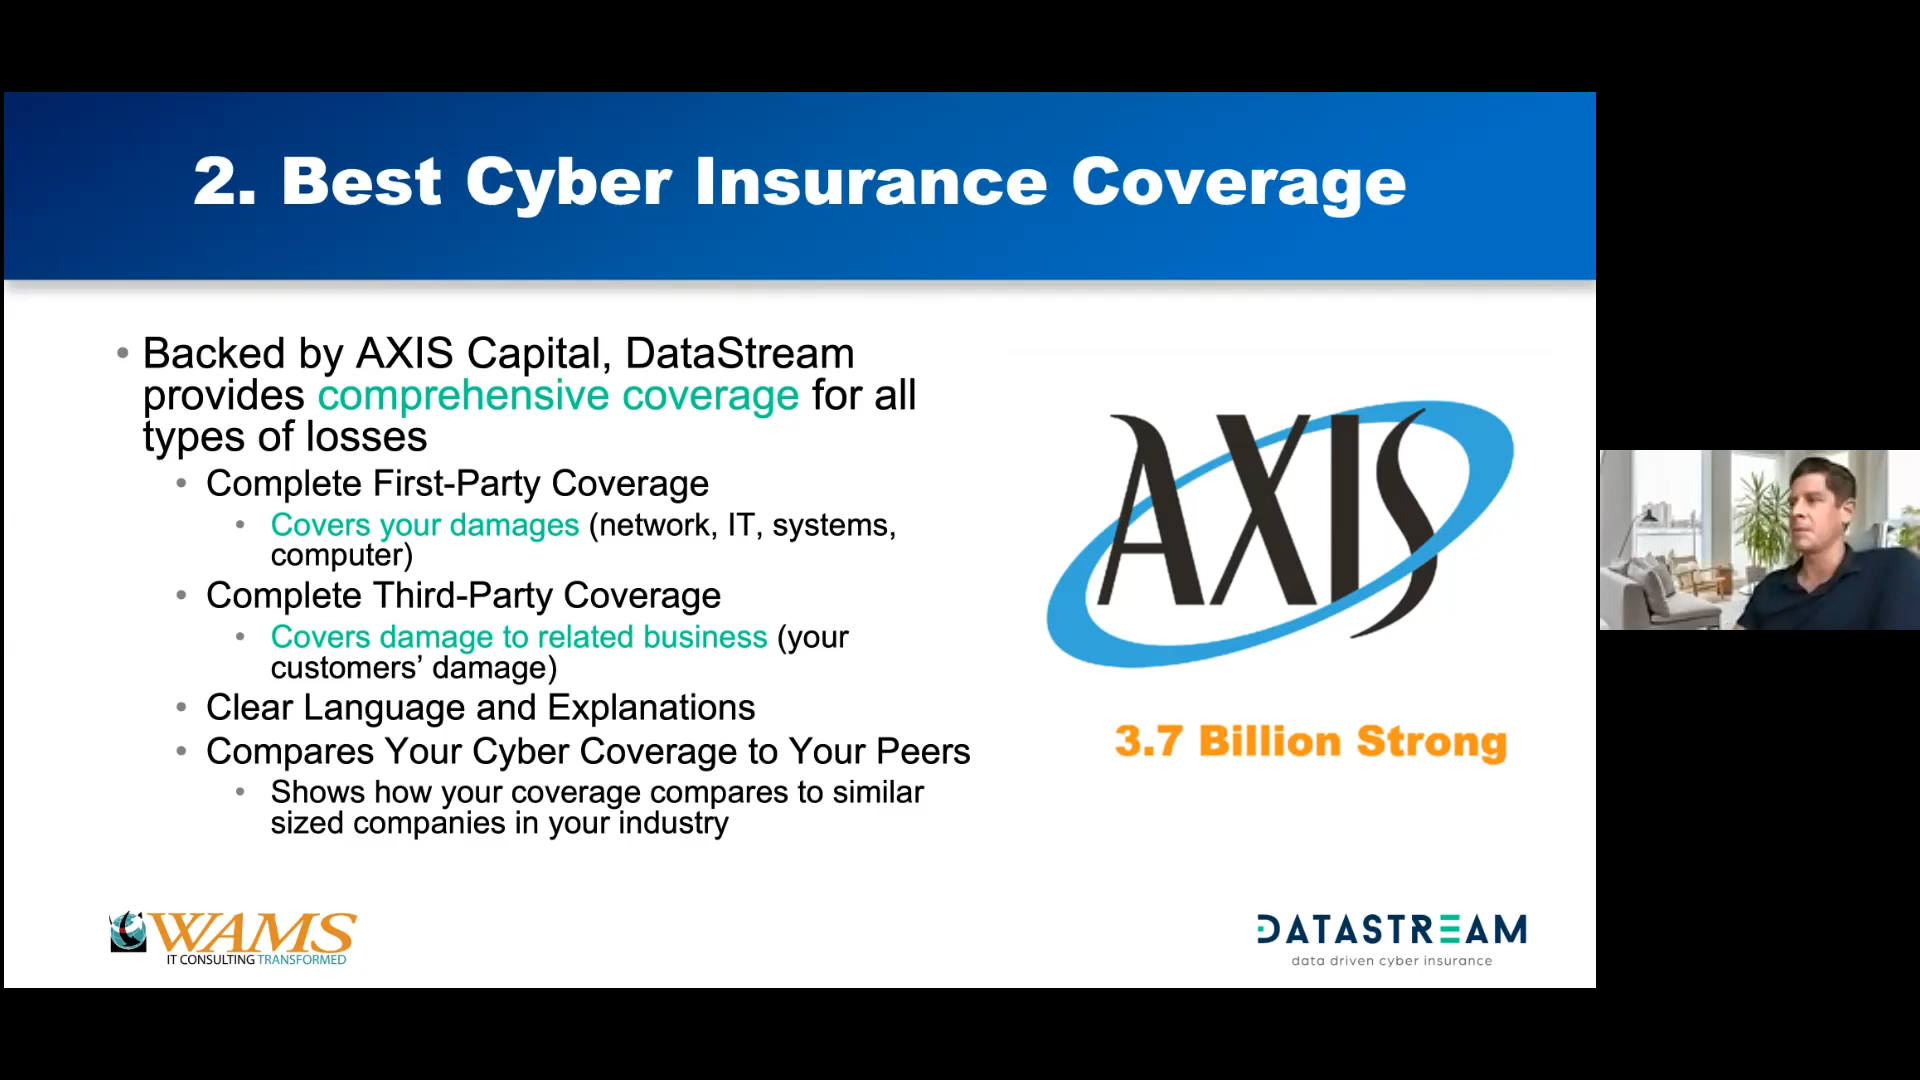 2. Best Cyber Insurance Coverage
• Backed by AXIS Capital, DataStream
provides comprehensive coverage for all
types of losses
• Complete First-Party Coverage
• Covers your damages (network, IT, systems,
computer)
• Complete Third-Party Coverage
• Covers damage to related business (your
customers’ damage)
• Clear Language and Explanations
• Compares Your Cyber Coverage to Your Peers
• Shows how your coverage compares to similar
sized companies in your industry
AXIS
3.7 Billion Strong
WAMS
IT CONSULTING TRANSFORMED
DATASTREAM
data driven cyber insurance